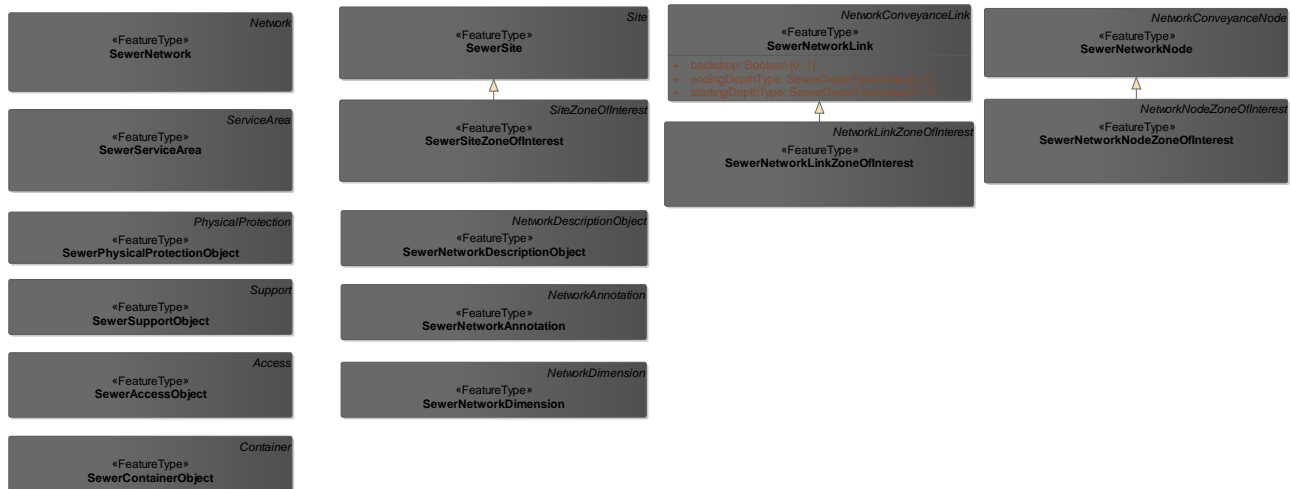 Network
«FeatureType»
SewerNetwork
ServiceArea
«FeatureType»
SewerServiceArea
PhysicalProtection
«FeatureType»
SewerPhysicalProtectionObject
Support
«FeatureType»
SewerSupportObject
Access
«FeatureType»
SewerAccessObject
Container
«FeatureType»
SewerContainerObject
Site
«FeatureType»
SewerSite
SiteZoneOfInterest
«FeatureType»
SewerSiteZoneOfInterest
NetworkDescriptionObject
«FeatureType»
SewerNetworkDescriptionObject
NetworkAnnotation
«FeatureType»
SewerNetworkAnnotation
NetworkDimension
«FeatureType»
SewerNetworkDimension
NetworkConveyanceLink
«FeatureType»
SewerNetworkLink
+ backdrop: Boolean [0..1]
+ endingDepthType:
+ startingDepthType:
NetworkLinkZoneOfInterest
«FeatureType»
SewerNetworkLinkZoneOfInterest
NetworkConveyanceNode
«FeatureType»
SewerNetworkNode
NetworkNodeZoneOfInterest
«FeatureType»
SewerNetworkNodeZoneOfInterest